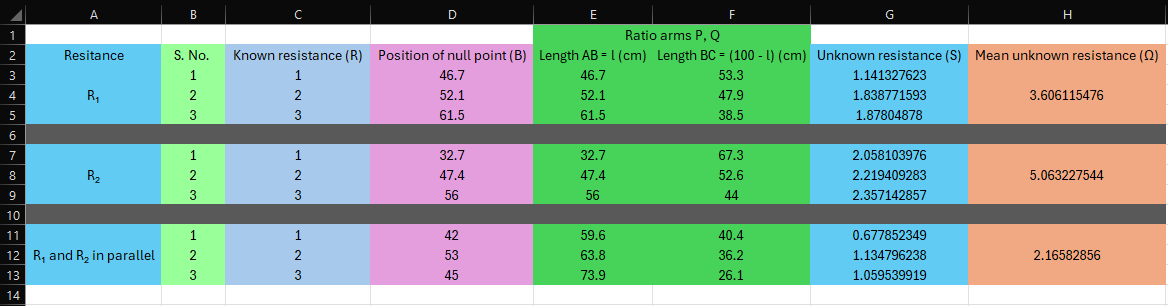 A B C D E F G H
1 Ratio arms P, Q
2 Resitance S. No. Known resistance (R) Position of null point (B) Length AB = l (cm) Length BC = (100 - l) (cm) Unknown resistance (S) Mean unknown resistance (Ω)
3 1 1 46.7 46.7 53.3 1.141327623
4 R₁ 2 2 52.1 52.1 47.9 1.838771593 3.606115476
5 3 3 61.5 61.5 38.5 1.87804878
6
7 1 1 32.7 32.7 67.3 2.058103976
8 R₂ 2 2 47.4 47.4 52.6 2.219409283 5.063227544
9 3 3 56 56 44 2.357142857
10
11 1 1 42 59.6 40.4 0.677852349
12 R₁ and R₂ in parallel 2 2 53 63.8 36.2 1.134796238 2.16582856
13 3 3 45 73.9 26.1 1.059539919
14